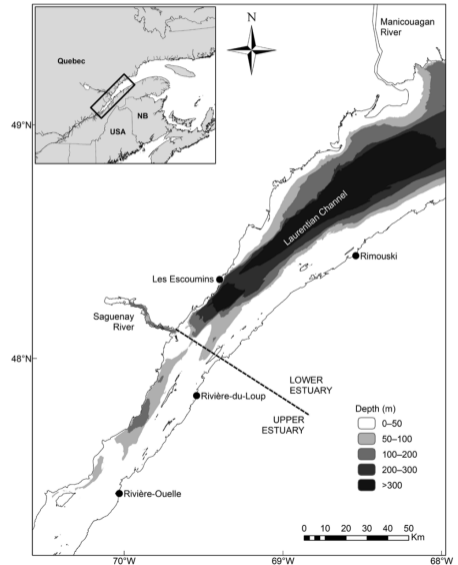 N
Manicouagan
River
Quebec
NB
USA
49°N
Laurentian Channel
Rimouski
Les Escoumins
Saguenay
River
48°N
LOWER
ESTUARY
Rivière-du-Loup
UPPER
ESTUARY
Depth (m)
0–50
50–100
100–200
200–300
>300
Rivière-Ouelle
0 10 20 30 40 50
Km
70°W 69°W 68°W